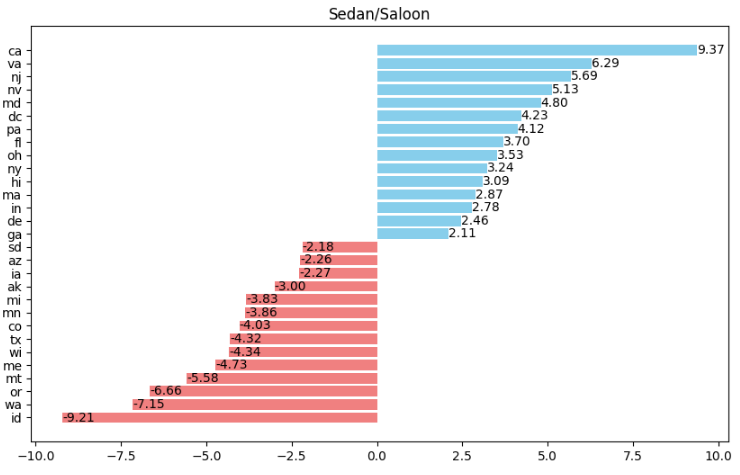 Sedan/Saloon
ca 9.37
va 6.29
nj 5.69
nv 5.13
md 4.80
dc 4.23
pa 4.12
fl 3.70
oh 3.53
ny 3.24
hi 3.09
ma 2.87
in 2.78
de 2.46
ga 2.11
sd -2.18
az -2.26
ia -2.27
ak -3.00
mi -3.83
mn -3.86
co -4.03
tx -4.32
wi -4.34
me -4.73
mt -5.58
or -6.66
wa -7.15
id -9.21
−10.0 −7.5 −5.0 −2.5 0.0 2.5 5.0 7.5 10.0